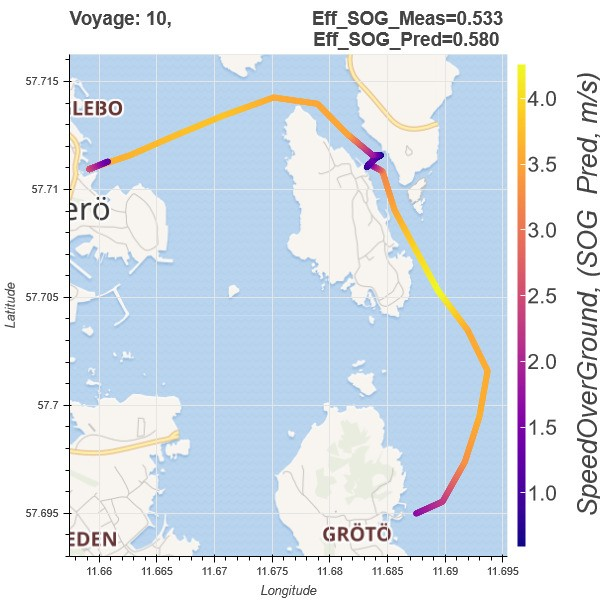 Voyage: 10, Eff_SOG_Meas=0.533
Eff_SOG_Pred=0.580
57.715
57.71
57.705
57.7
57.695
Latitude
LEBO
erö
GRÖTÖ
EDEN
11.66 11.665 11.67 11.675 11.68 11.685 11.69 11.695
Longitude
4.0
3.5
3.0
2.5
2.0
1.5
1.0
SpeedOverGround, (SOG Pred, m/s)